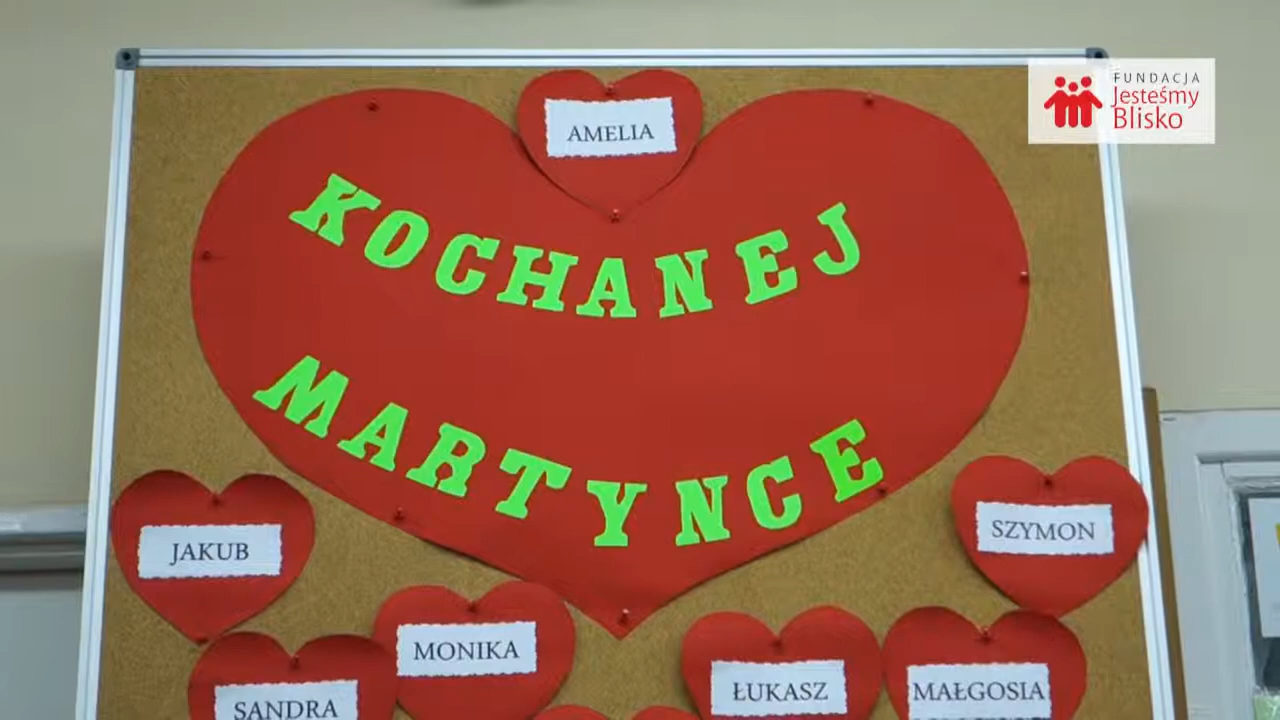 FUNDACJA
Jesteśmy
Blisko
AMELIA
KOCHANEJ
MARTYNCE
JAKUB
SZYMON
MONIKA
SANDRA
ŁUKASZ
MAŁGOSIA